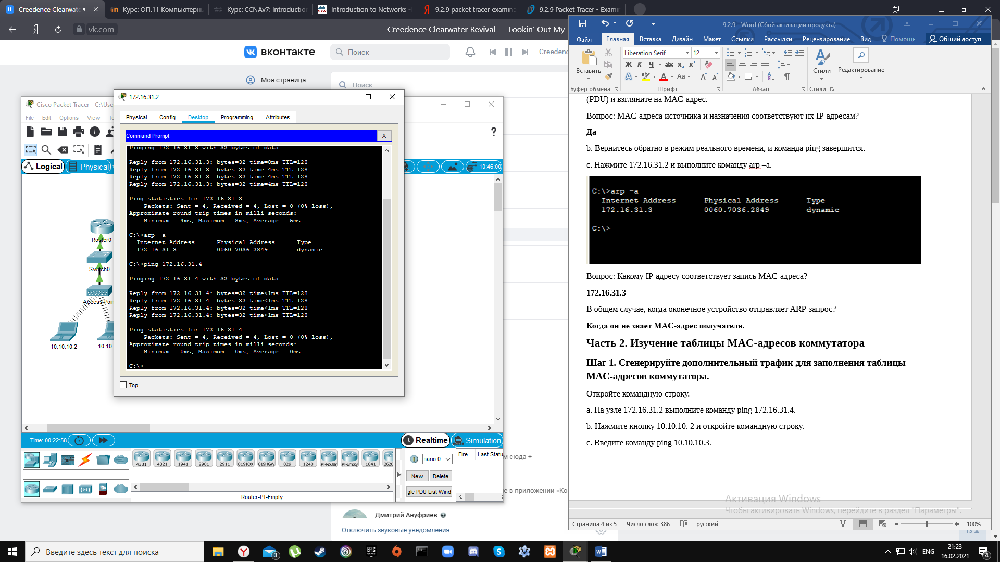 Creedence Clearwate
Курс: ОП.11 Компьютерн
Курс: CCNAv7: Introduction
Introduction to Networks -
9.2.9 packet tracer examine
9.2.9 Packet Tracer - Exami
vk.com
Creedence Clearwater Revival — Lookin' Out My
вконтакте
Поиск
Creedenc
Моя страница
Поиск
Cisco Packet Tracer - C:\Use
File Edit Options View To
Logical
Physical
10:46:00
Router0
Switch0
Access Poin
10.10.10.2
10.10.
172.16.31.2
Physical Config Desktop Programming Attributes
Command Prompt
X
Pinging 172.16.31.3 with 32 bytes of data:
Reply from 172.16.31.3: bytes=32 time=8ms TTL=128
Reply from 172.16.31.3: bytes=32 time=4ms TTL=128
Reply from 172.16.31.3: bytes=32 time=4ms TTL=128
Reply from 172.16.31.3: bytes=32 time=4ms TTL=128
Ping statistics for 172.16.31.3:
Packets: Sent = 4, Received = 4, Lost = 0 (0% loss),
Approximate round trip times in milli-seconds:
Minimum = 4ms, Maximum = 8ms, Average = 5ms
C:\>arp -a
Internet Address Physical Address Type
172.16.31.3 0060.7036.2849 dynamic
C:\>ping 172.16.31.4
Pinging 172.16.31.4 with 32 bytes of data:
Reply from 172.16.31.4: bytes=32 time<1ms TTL=128
Reply from 172.16.31.4: bytes=32 time<1ms TTL=128
Reply from 172.16.31.4: bytes=32 time<1ms TTL=128
Reply from 172.16.31.4: bytes=32 time<1ms TTL=128
Ping statistics for 172.16.31.4:
Packets: Sent = 4, Received = 4, Lost = 0 (0% loss),
Approximate round trip times in milli-seconds:
Minimum = 0ms, Maximum = 0ms, Average = 0ms
C:\>
Top
Time: 00:22:58
Realtime
Simulation
4331 4321 1941 2901 2911 819IOX 819HGW 829 1240 PT-Router PT-Empty 1841 2620
Router-PT-Empty
nario 0
New Delete
gle PDU List Wind
Fire Last Statu
м сюда +
е в приложении «Ко
Дмитрий Ануфриев
Отключить звуковые уведомления
13
9.2.9 - Word (Сбой активации продукта)
Файл Главная Вставка Дизайн Макет Ссылки Рассылки Рецензирование Вид Помощь Общий доступ
Вставить
Liberation Serif 12
Ж К Ч abc x₂ x²
Стили
Редактирование
Буфер обмена Шрифт Абзац Стили
(PDU) и взгляните на MAC-адрес.
Вопрос: MAC-адреса источника и назначения соответствуют их IP-адресам?
Да
b. Вернитесь обратно в режим реального времени, и команда ping завершится.
c. Нажмите 172.16.31.2 и выполните команду arp –a.
C:\>arp -a
Internet Address Physical Address Type
172.16.31.3 0060.7036.2849 dynamic
C:\>
Вопрос: Какому IP-адресу соответствует запись MAC-адреса?
172.16.31.3
В общем случае, когда оконечное устройство отправляет ARP-запрос?
Когда он не знает MAC-адрес получателя.
Часть 2. Изучение таблицы MAC-адресов коммутатора
Шаг 1. Сгенерируйте дополнительный трафик для заполнения таблицы
MAC-адресов коммутатора.
Откройте командную строку.
a. На узле 172.16.31.2 выполните команду ping 172.16.31.4.
b. Нажмите кнопку 10.10.10. 2 и откройте командную строку.
c. Введите команду ping 10.10.10.3.
Активация Windows
Чтобы активировать Windows, перейдите в раздел "Параметры".
Страница 4 из 5 Число слов: 386 русский 100%
Введите здесь текст для поиска
3
EPIC GAMES
ENG
21:23
16.02.2021
4